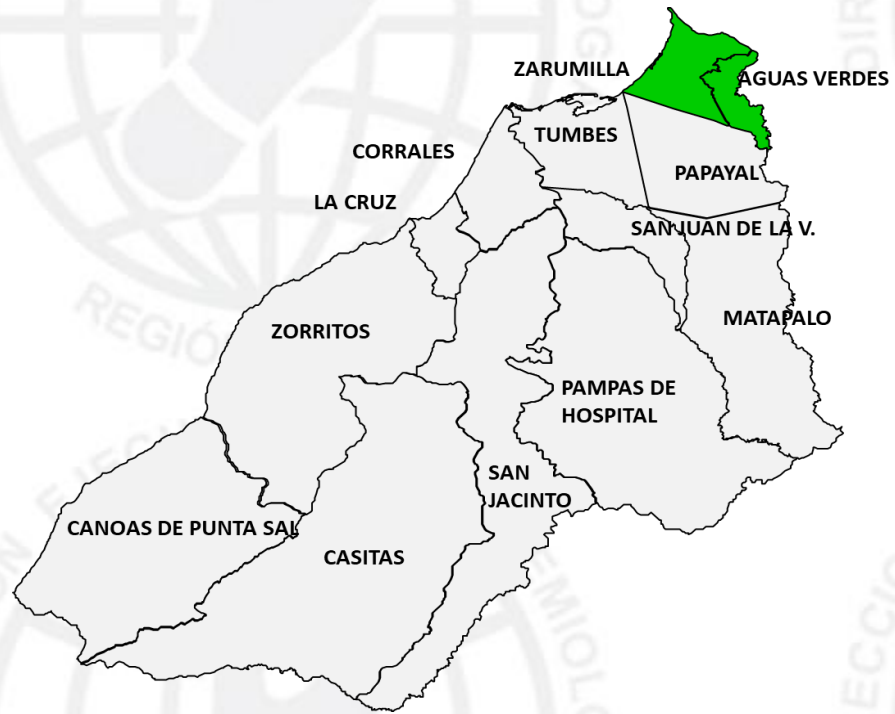 ZARUMILLA
AGUAS VERDES
TUMBES
CORRALES
PAPAYAL
LA CRUZ
SAN JUAN DE LA V.
MATAPALO
ZORRITOS
PAMPAS DE
HOSPITAL
SAN
JACINTO
CANOAS DE PUNTA SAL
CASITAS
REGIÓ